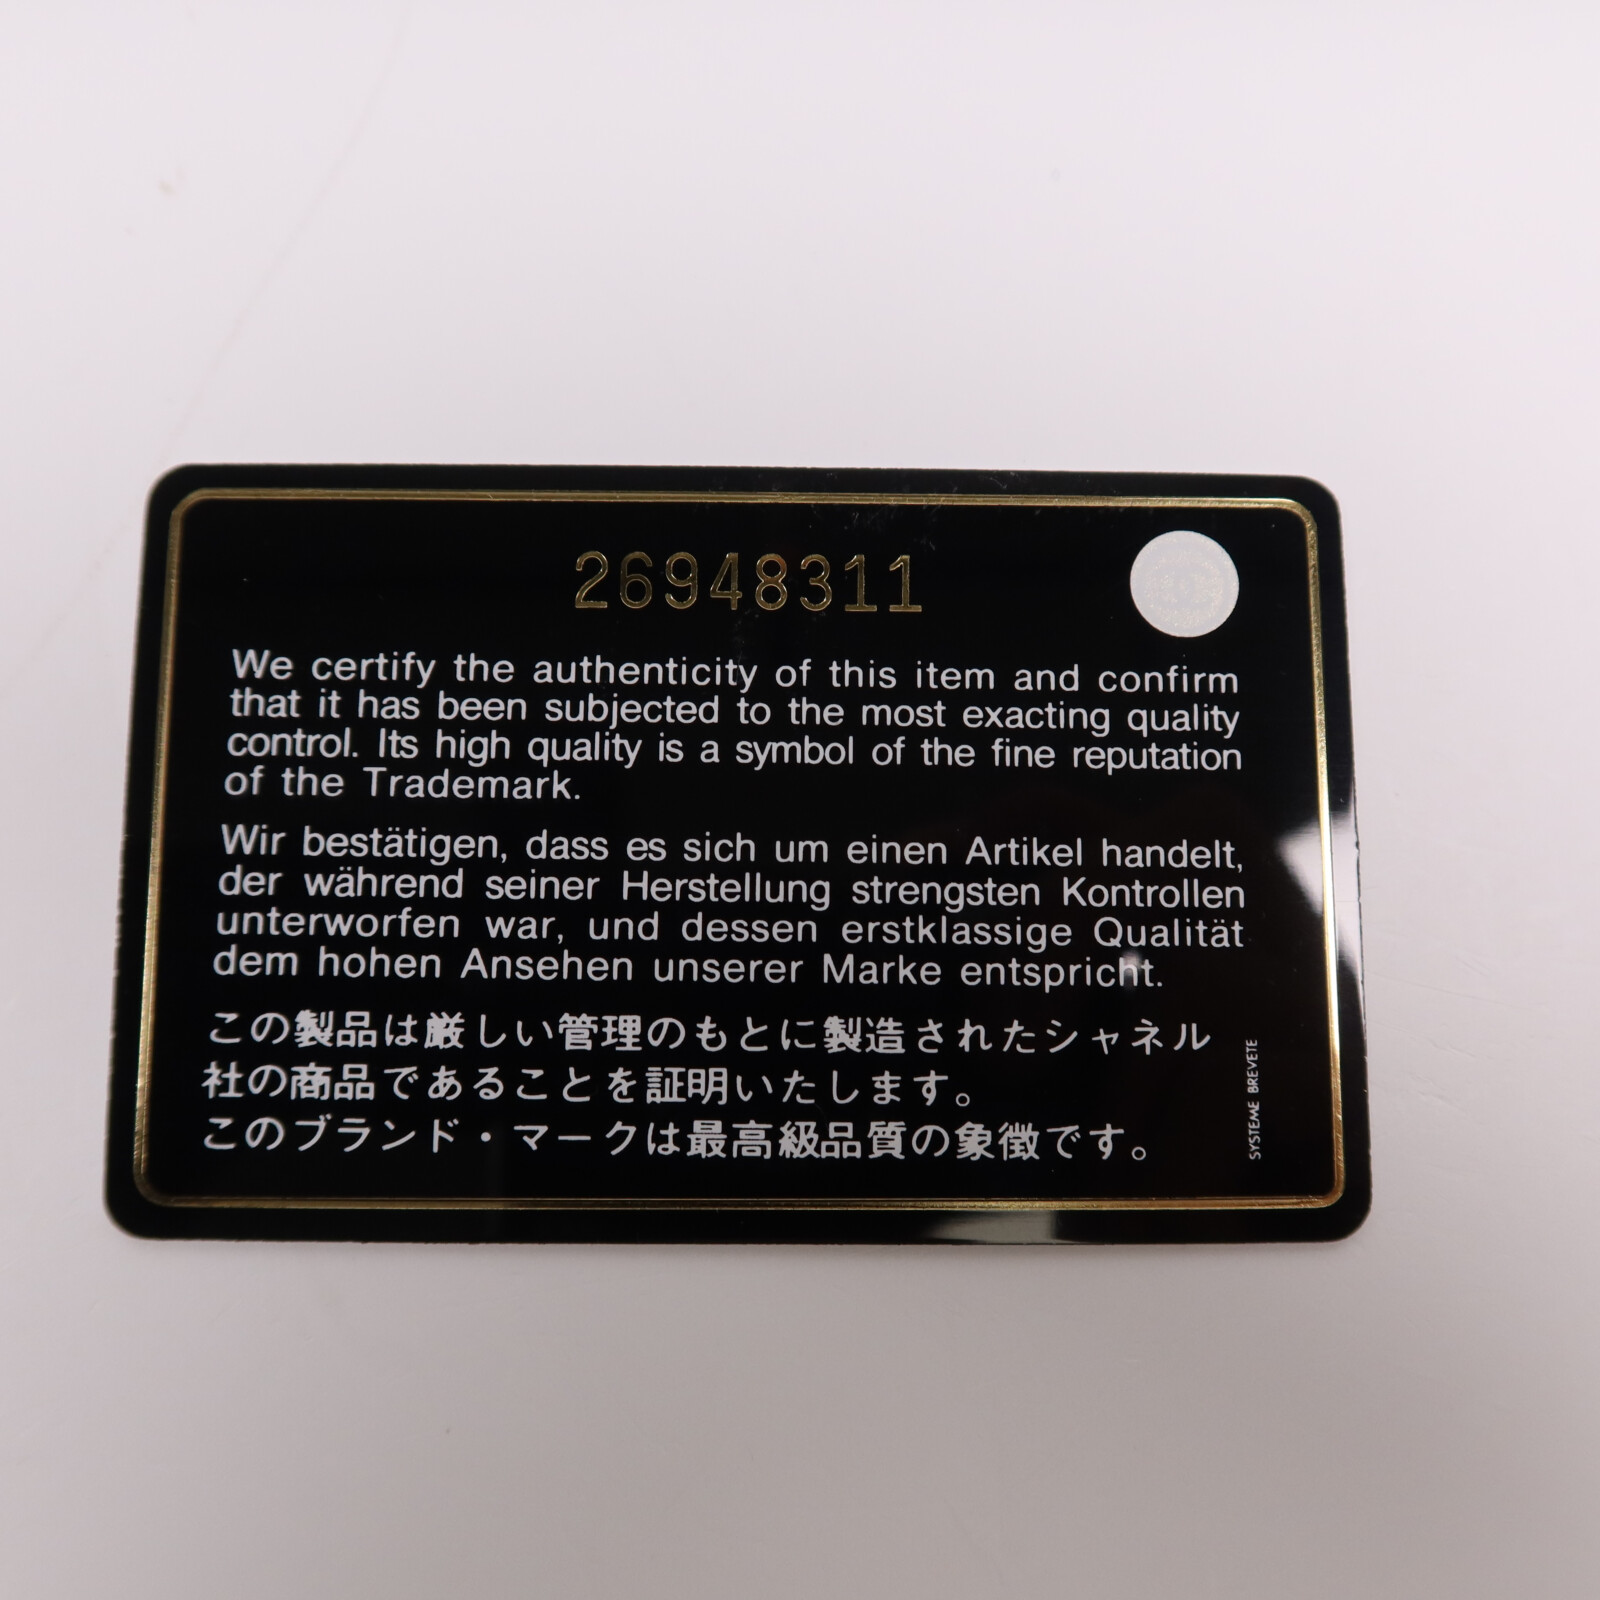 26948311
We certify the authenticity of this item and confirm
that it has been subjected to the most exacting quality
control. Its high quality is a symbol of the fine reputation
of the Trademark.
Wir bestätigen, dass es sich um einen Artikel handelt,
der während seiner Herstellung strengsten Kontrollen
unterworfen war, und dessen erstklassige Qualität
dem hohen Ansehen unserer Marke entspricht.
この製品は厳しい管理のもとに製造されたシャネル
社の商品であることを証明いたします。
このブランド・マークは最高級品質の象徴です。
SYSTEME BREVETE